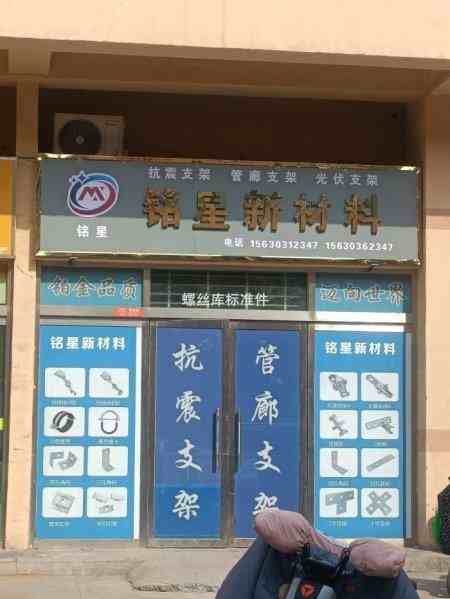 抗震支架 管廊支架 光伏支架
铭星
铭星新材料
电话 15630312347 15630362347
铂金品质
螺丝库标准件
迈向世界
铭星新材料
抗震支架
管廊支架
铭星新材料